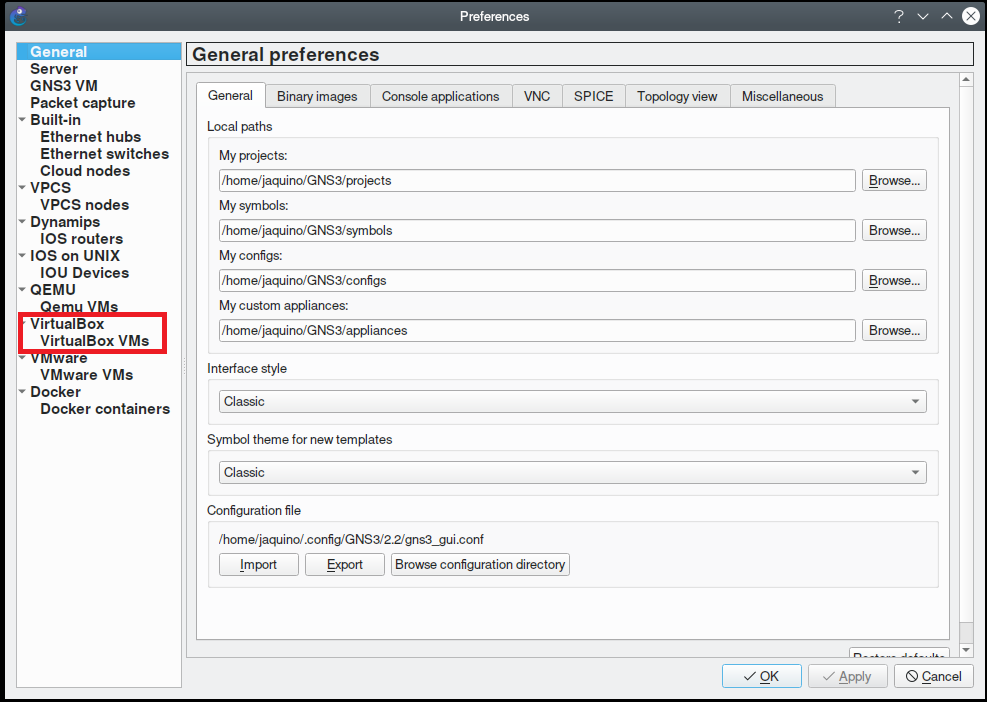 Preferences
?
General
Server
GNS3 VM
Packet capture
Built-in
Ethernet hubs
Ethernet switches
Cloud nodes
VPCS
VPCS nodes
Dynamips
IOS routers
IOS on UNIX
IOU Devices
QEMU
Qemu VMs
VirtualBox
VirtualBox VMs
VMware
VMware VMs
Docker
Docker containers
General preferences
General Binary images Console applications VNC SPICE Topology view Miscellaneous
Local paths
My projects:
/home/jaquino/GNS3/projects Browse...
My symbols:
/home/jaquino/GNS3/symbols Browse...
My configs:
/home/jaquino/GNS3/configs Browse...
My custom appliances:
/home/jaquino/GNS3/appliances Browse...
Interface style
Classic
Symbol theme for new templates
Classic
Configuration file
/home/jaquino/.config/GNS3/2.2/gns3_gui.conf
Import Export Browse configuration directory
Restore defaults
OK Apply Cancel